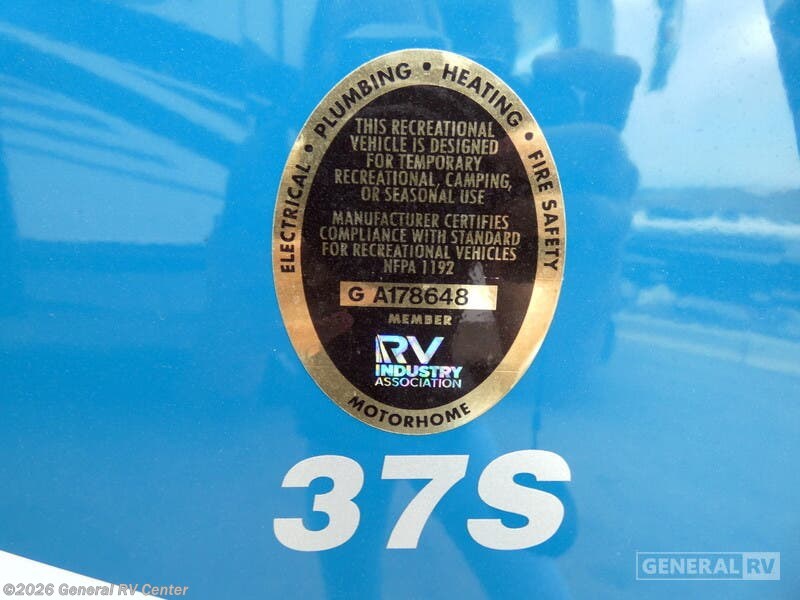 ELECTRICAL • PLUMBING • HEATING • FIRE SAFETY
THIS RECREATIONAL
VEHICLE IS DESIGNED
FOR TEMPORARY
RECREATIONAL, CAMPING,
OR SEASONAL USE
MANUFACTURER CERTIFIES
COMPLIANCE WITH STANDARD
FOR RECREATIONAL VEHICLES
NFPA 1192
G A178648
MEMBER
RV
INDUSTRY
ASSOCIATION
MOTORHOME
37S
GENERAL RV
GENERAL RV
©2026 General RV Center